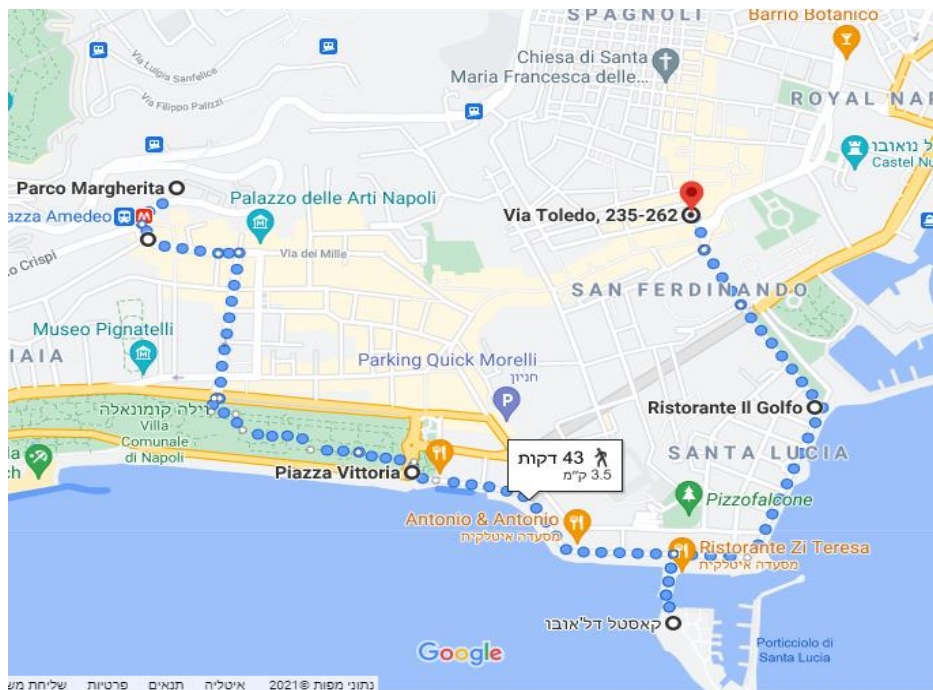 SPAGNOLI
Barrio Botanico
Chiesa di Santa
Maria Francesca delle...
Via Luigia Sanfelice
Via Filippo Palizzi
ROYAL NA
ל נואובו
Castel Nu
Parco Margherita
Palazzo delle Arti Napoli
Via Toledo, 235-262
azza Amedeo
M
o Crispi
Via dei Mille
SAN FERDINANDO
Museo Pignatelli
IAIA
Parking Quick Morelli
חניון
P
וילה קומונאלה
Villa
Comunale
di Napoli
Ristorante Il Golfo
SANTA LUCIA
43 דקות
3.5 ק"מ
Piazza Vittoria
ch
Pizzofalcone
Antonio & Antonio
מסעדה איטלקית
Ristorante Zi Teresa
מסעדה איטלקית
קאסטל דל'אובו
Porticciolo di
Santa Lucia
Google
נתוני מפות ©2021 איטליה תנאים פרטיות שליחת מש